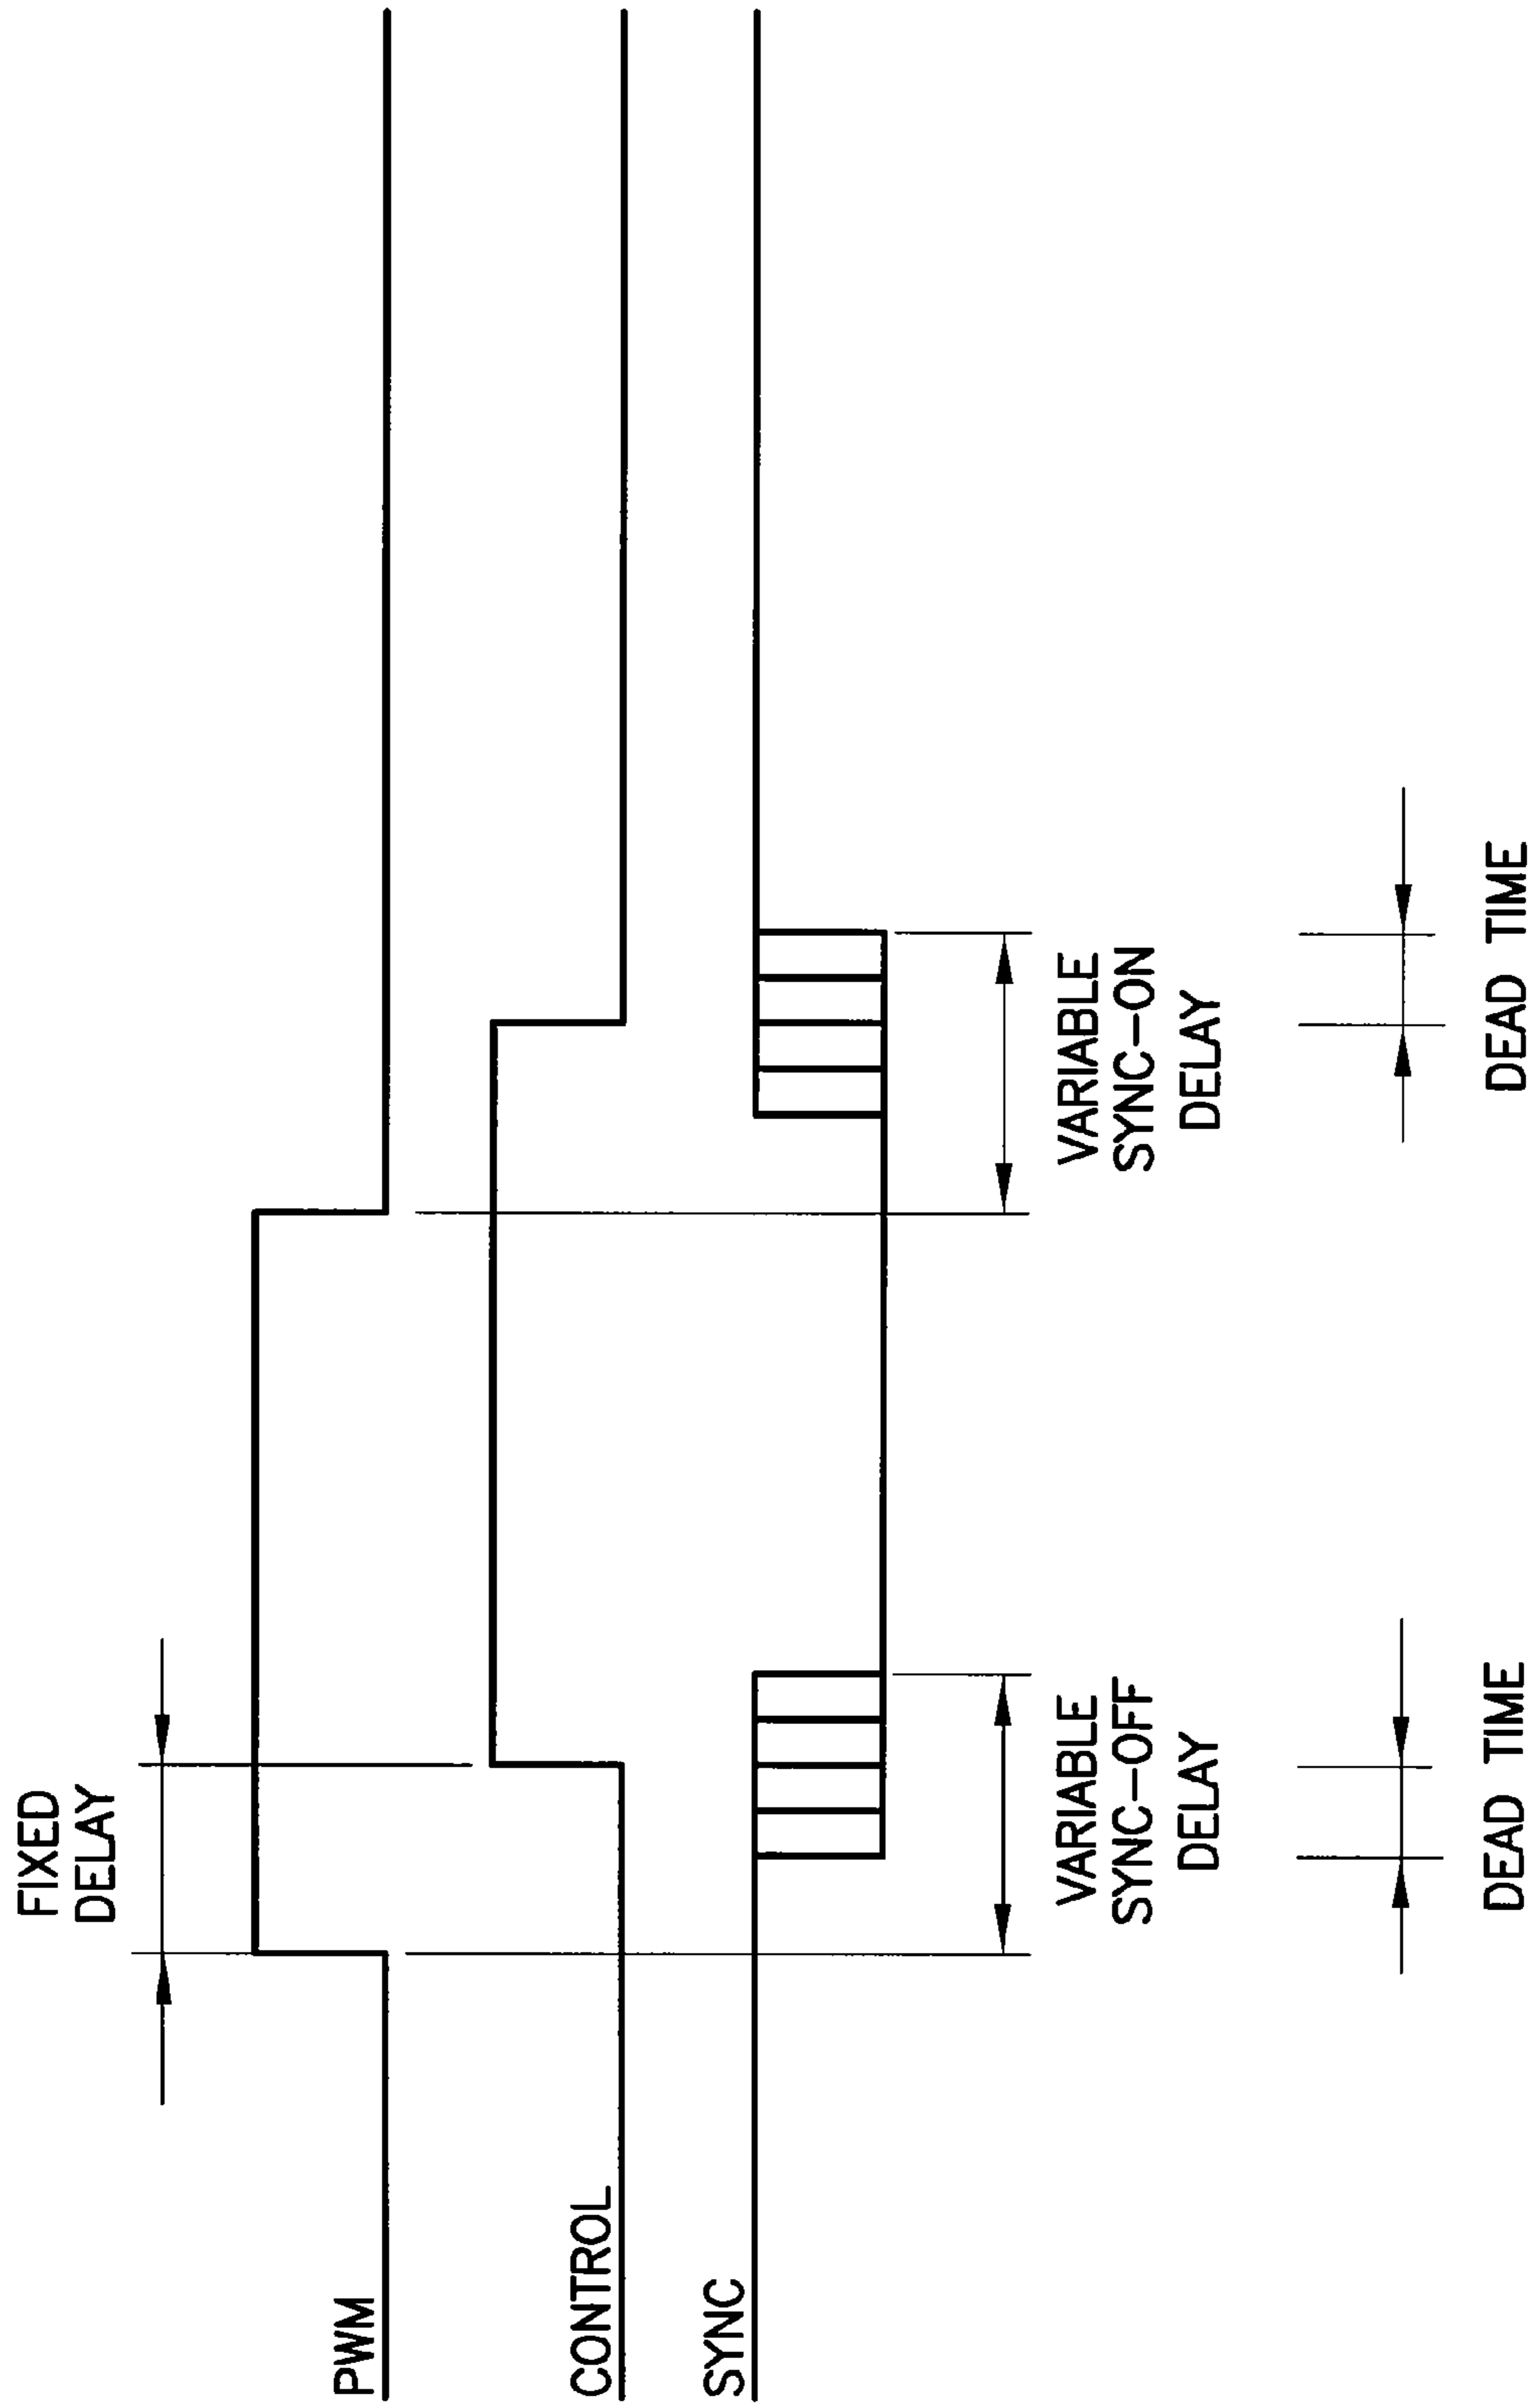 FIXED
DELAY
PWM
CONTROL
SYNC
VARIABLE
SYNC-OFF
DELAY
VARIABLE
SYNC-ON
DELAY
DEAD TIME
DEAD TIME